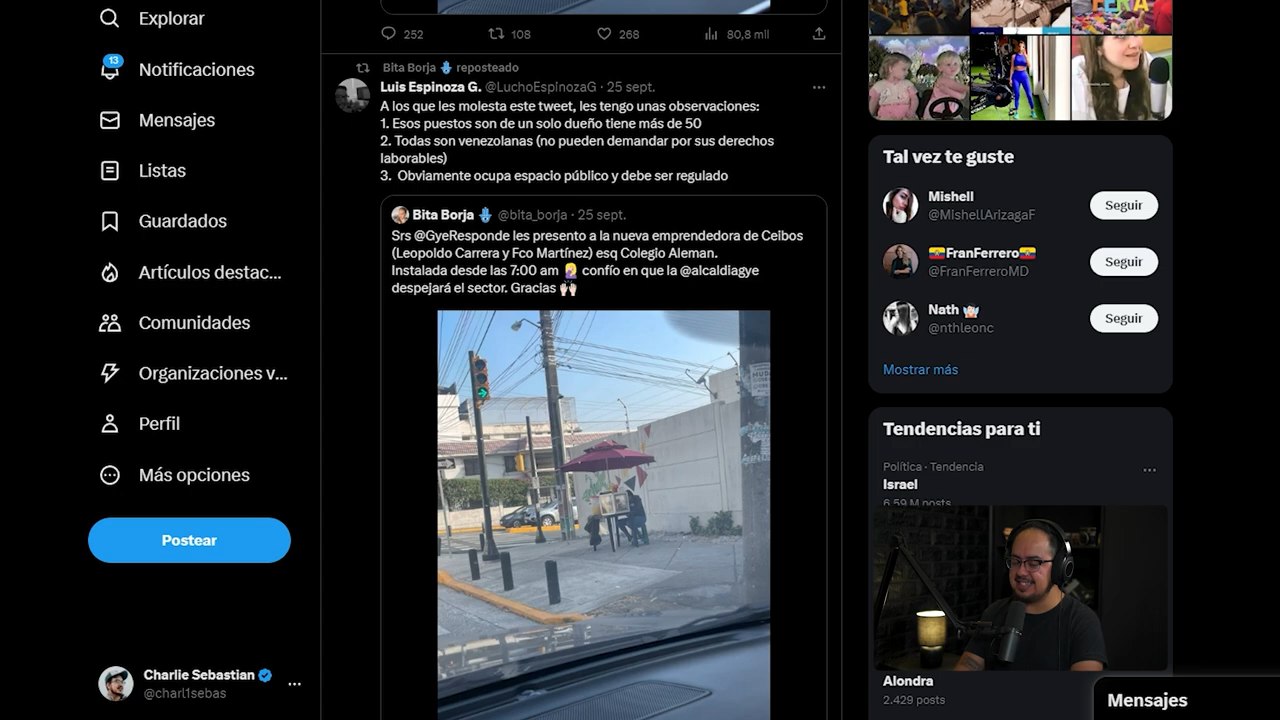 Explorar
13
Notificaciones
Mensajes
Listas
Guardados
Artículos destac...
Comunidades
Organizaciones v...
Perfil
Más opciones
Postear
Charlie Sebastian
@charl1sebas
252
108
268
80,8 mil
Bita Borja reposteado
Luis Espinoza G. @LuchoEspinozaG · 25 sept.
A los que les molesta este tweet, les tengo unas observaciones:
1. Esos puestos son de un solo dueño tiene más de 50
2. Todas son venezolanas (no pueden demandar por sus derechos
laborables)
3. Obviamente ocupa espacio público y debe ser regulado
Bita Borja @bita_borja · 25 sept.
Srs @GyeResponde les presento a la nueva emprendedora de Ceibos
(Leopoldo Carrera y Fco Martínez) esq Colegio Aleman.
Instalada desde las 7:00 am 🤦🏼‍♀️ confío en que la @alcaldiagye
despejará el sector. Gracias 🙌🏻
Tal vez te guste
Mishell
@MishellArizagaF
Seguir
FranFerrero
@FranFerreroMD
Seguir
Nath
@nthleonc
Seguir
Mostrar más
Tendencias para ti
Política · Tendencia
Israel
6,59 M posts
Alondra
2.429 posts
Mensajes